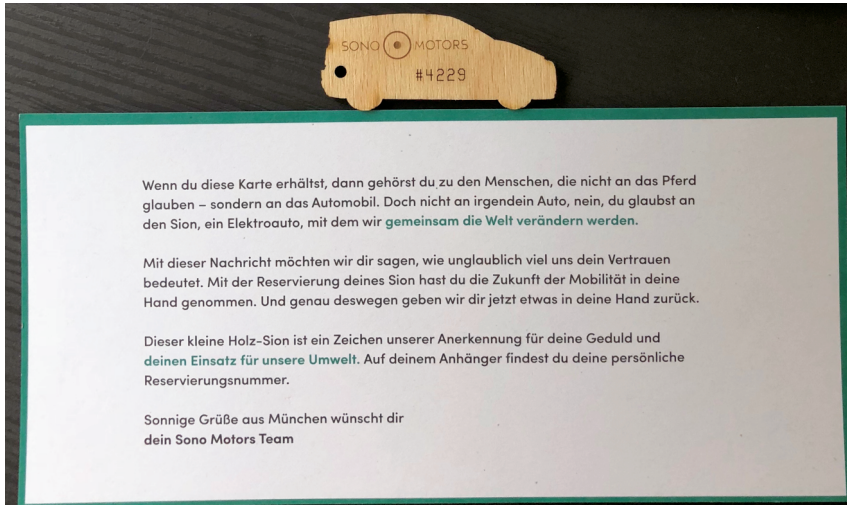 SONO MOTORS
#4229
Wenn du diese Karte erhältst, dann gehörst du zu den Menschen, die nicht an das Pferd
glauben – sondern an das Automobil. Doch nicht an irgendein Auto, nein, du glaubst an
den Sion, ein Elektroauto, mit dem wir gemeinsam die Welt verändern werden.
Mit dieser Nachricht möchten wir dir sagen, wie unglaublich viel uns dein Vertrauen
bedeutet. Mit der Reservierung deines Sion hast du die Zukunft der Mobilität in deine
Hand genommen. Und genau deswegen geben wir dir jetzt etwas in deine Hand zurück.
Dieser kleine Holz-Sion ist ein Zeichen unserer Anerkennung für deine Geduld und
deinen Einsatz für unsere Umwelt. Auf deinem Anhänger findest du deine persönliche
Reservierungsnummer.
Sonnige Grüße aus München wünscht dir
dein Sono Motors Team